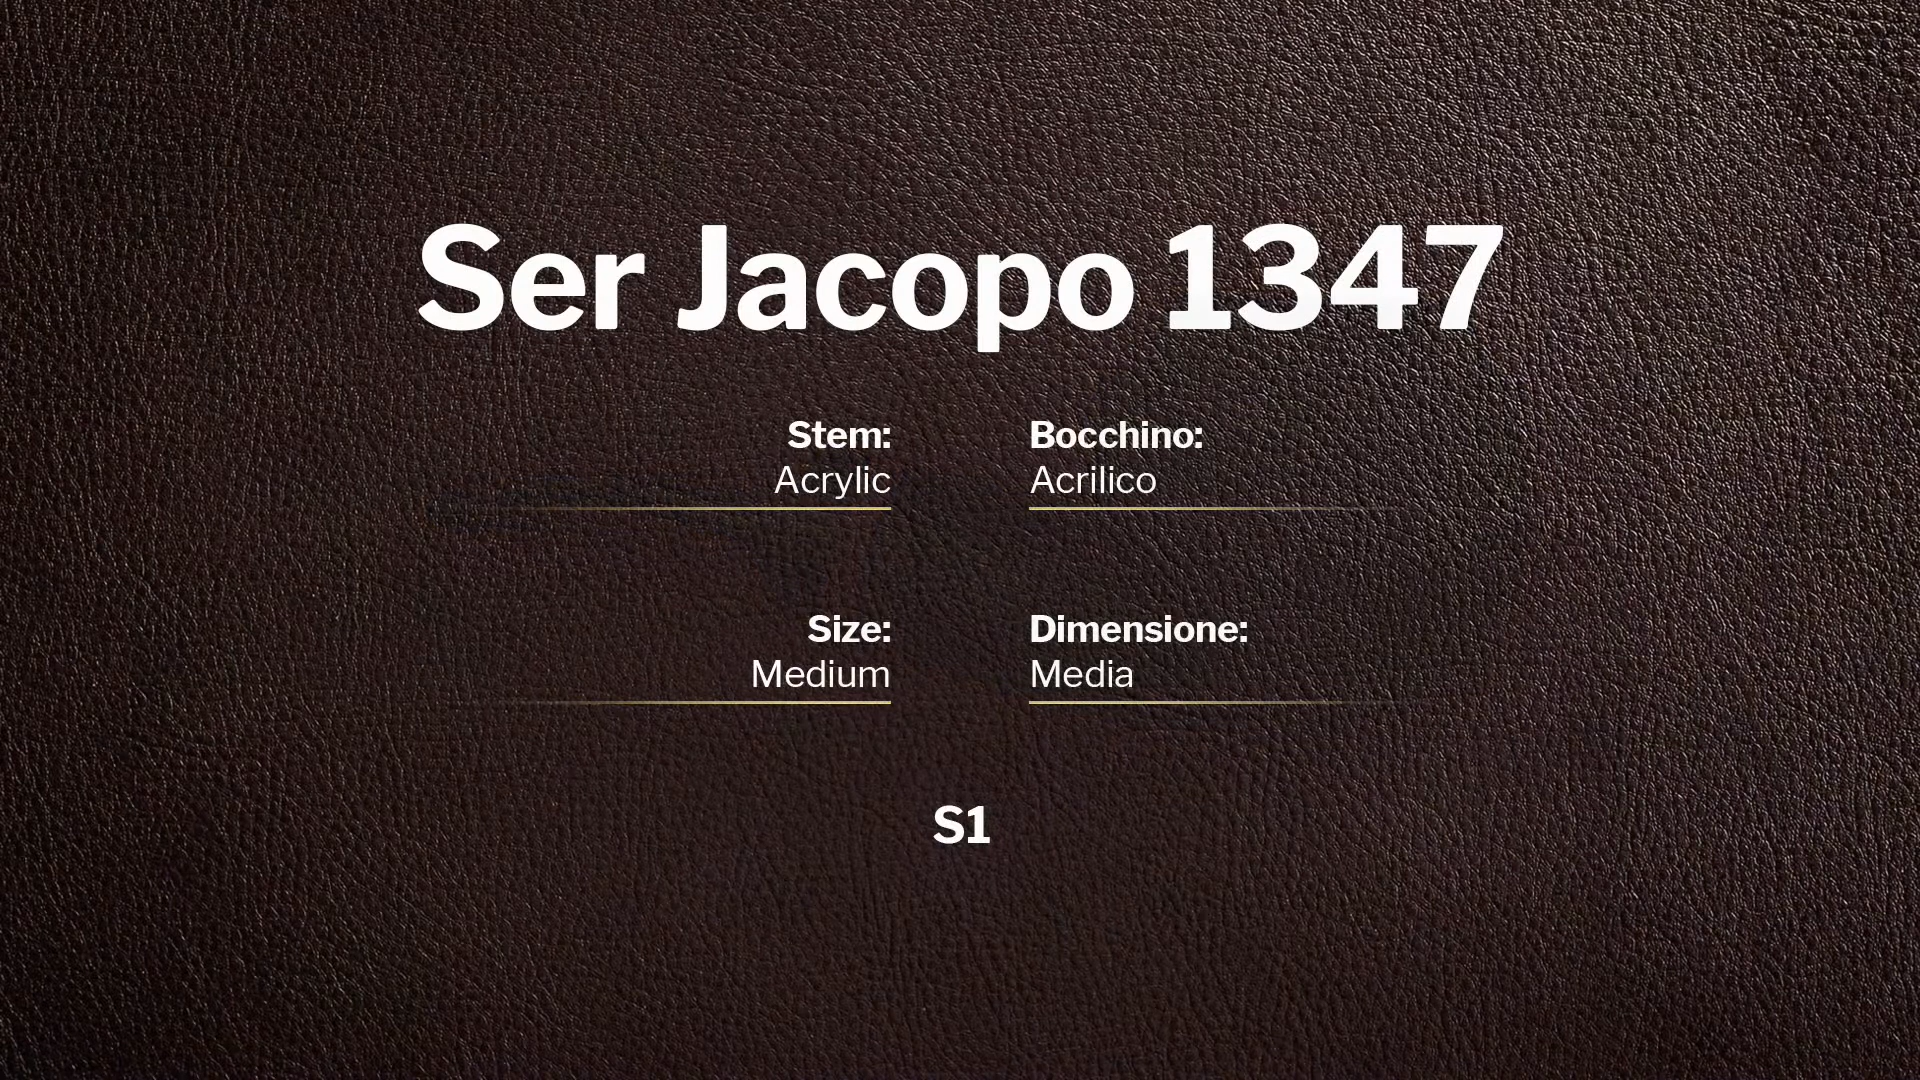 Ser Jacopo 1347
Stem:
Acrylic
Bocchino:
Acrilico
Size:
Medium
Dimensione:
Media
S1